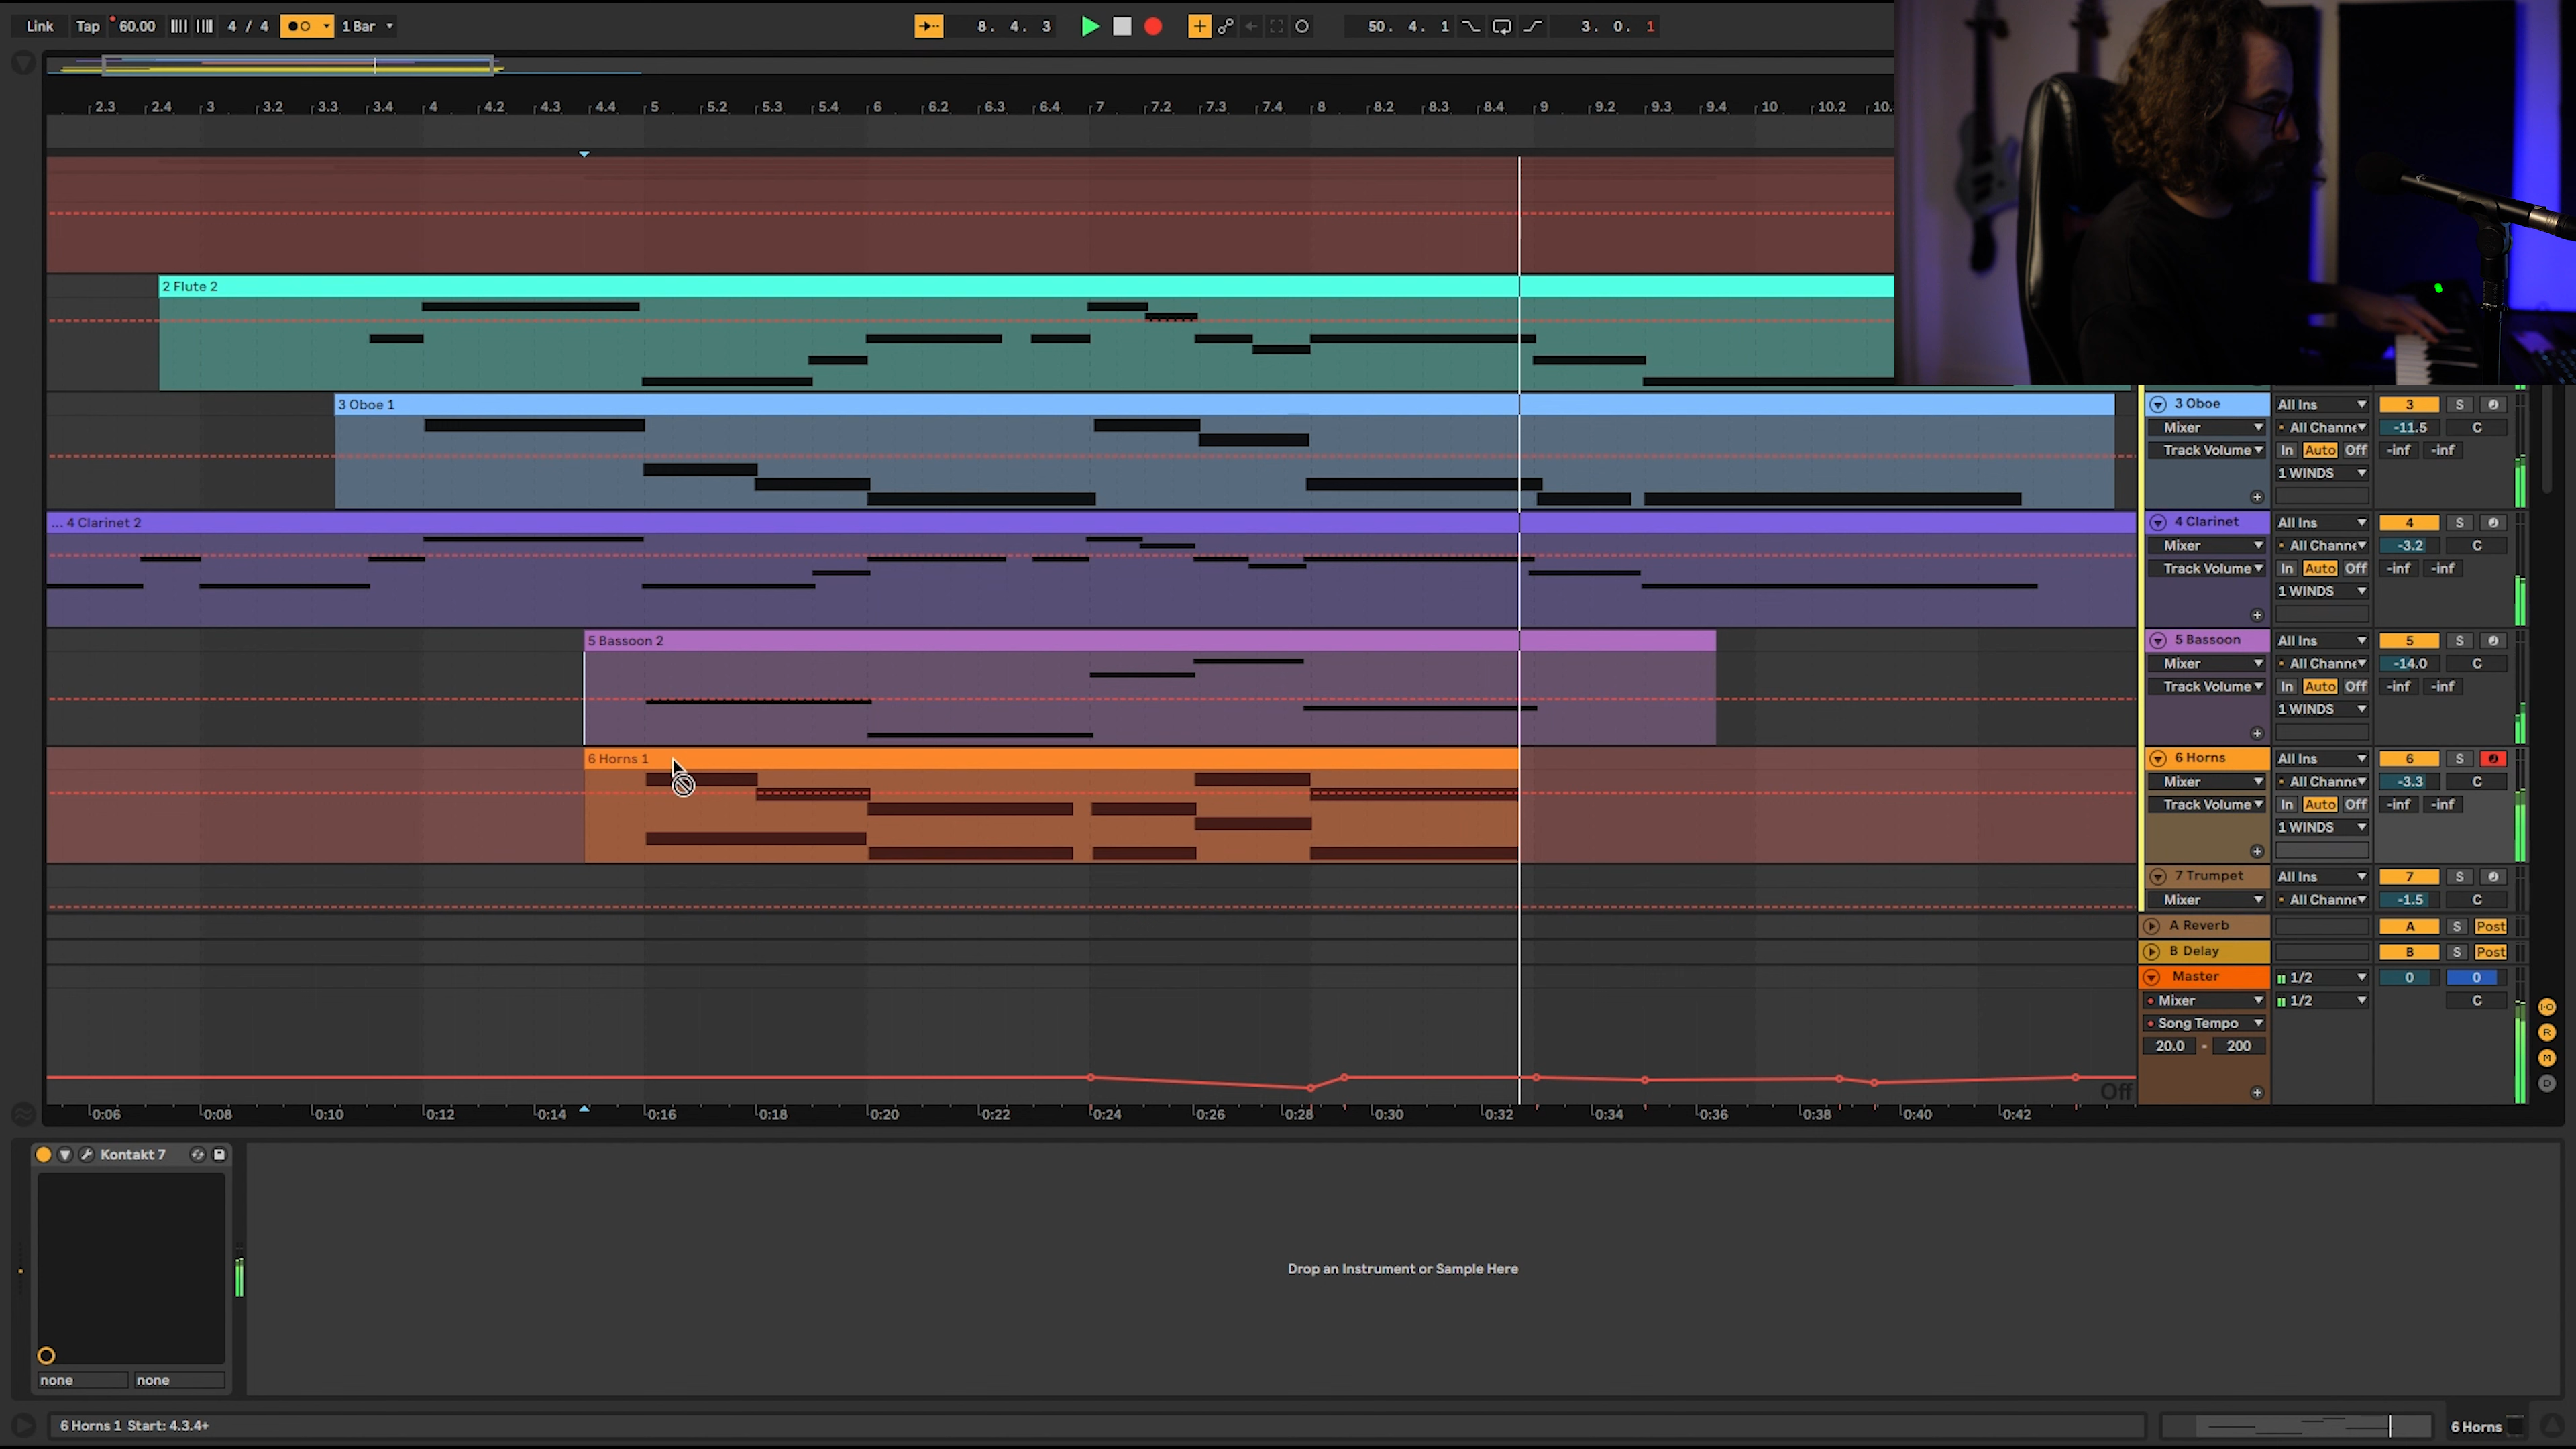 Link Tap 60.00 4 / 4 1 Bar 8. 4. 3 50. 4. 1 3. 0. 1
2.3 2.4 3 3.2 3.3 3.4 4 4.2 4.3 4.4 5 5.2 5.3 5.4 6 6.2 6.3 6.4 7 7.2 7.3 7.4 8 8.2 8.3 8.4 9 9.2 9.3 9.4 10 10.2 10.
2 Flute 2
3 Oboe 1
3 Oboe All Ins 3 S
Mixer All Channe -11.5 C
Track Volume In Auto Off -inf -inf
1 WINDS
... 4 Clarinet 2
4 Clarinet All Ins 4 S
Mixer All Channe -3.2 C
Track Volume In Auto Off -inf -inf
1 WINDS
5 Bassoon 2
5 Bassoon All Ins 5 S
Mixer All Channe -14.0 C
Track Volume In Auto Off -inf -inf
1 WINDS
6 Horns 1
6 Horns All Ins 6 S
Mixer All Channe -3.3 C
Track Volume In Auto Off -inf -inf
1 WINDS
7 Trumpet All Ins 7 S
Mixer All Channe -1.5 C
A Reverb A S Post
B Delay B S Post
Master 1/2 0 0
Mixer 1/2 C
Song Tempo
20.0 - 200
I·O
R
M
D
Off
0:06 0:08 0:10 0:12 0:14 0:16 0:18 0:20 0:22 0:24 0:26 0:28 0:30 0:32 0:34 0:36 0:38 0:40 0:42
Kontakt 7
Drop an Instrument or Sample Here
none none
6 Horns 1 Start: 4.3.4+
6 Horns